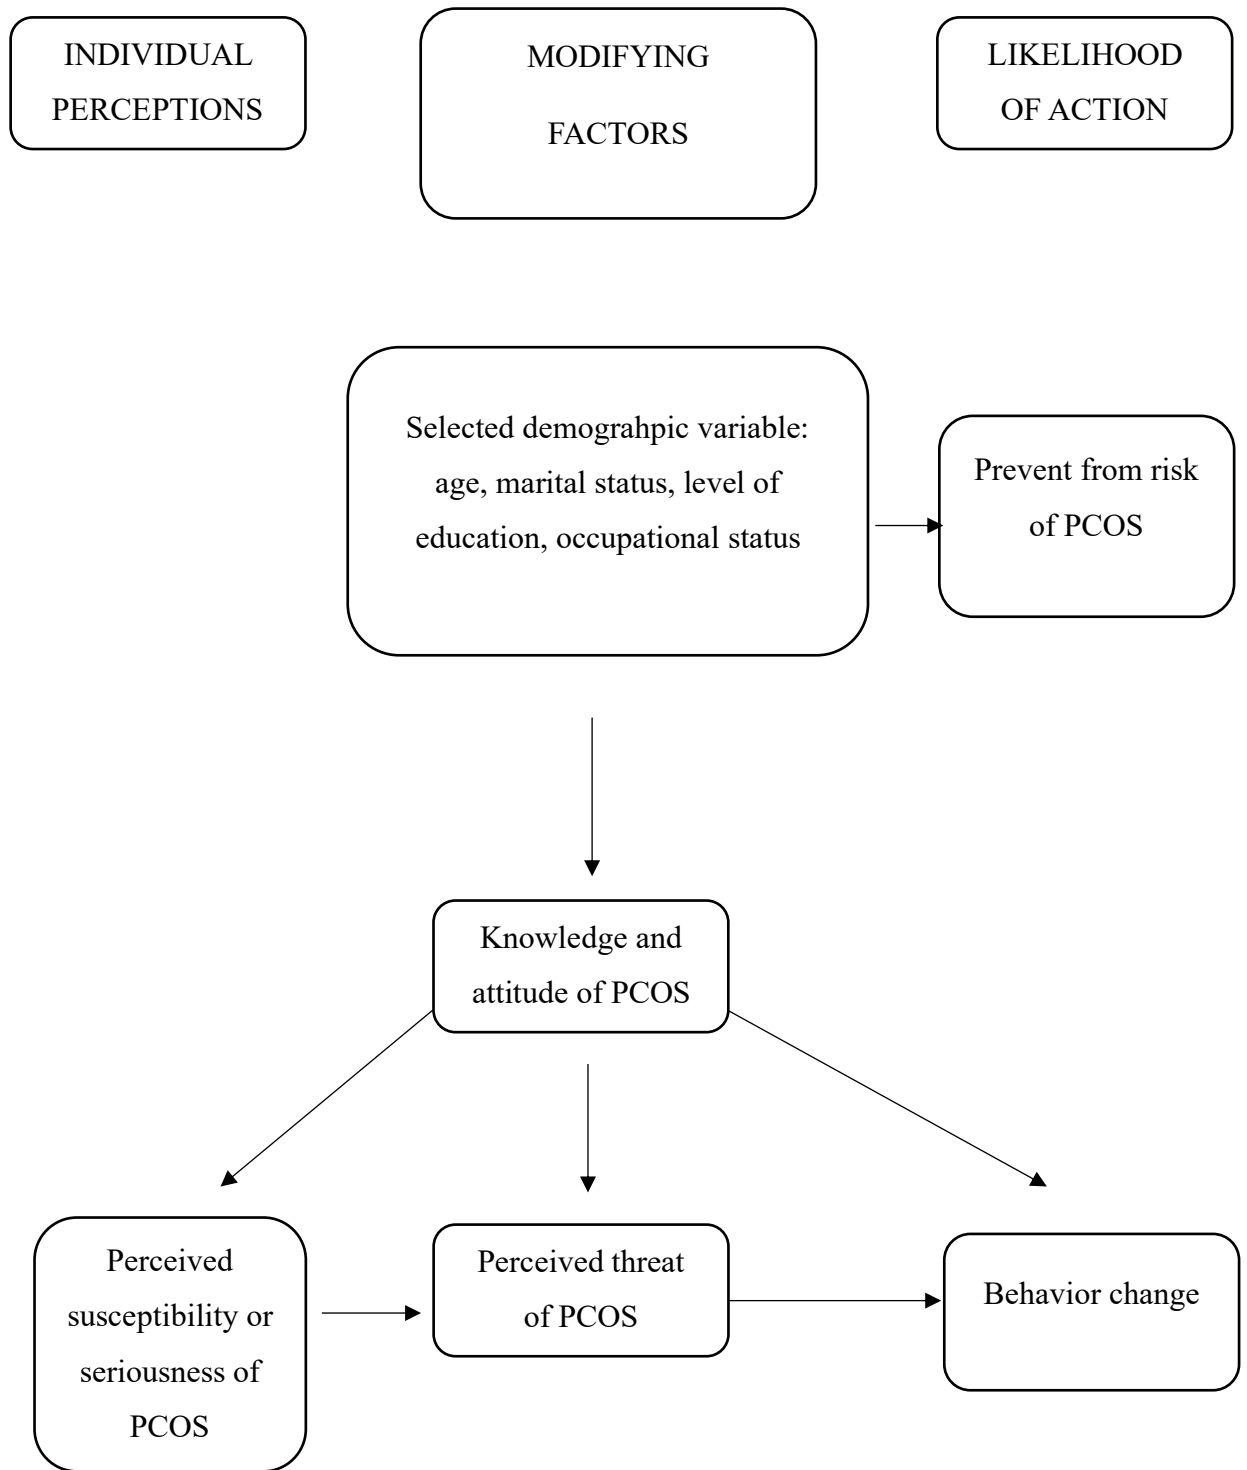 INDIVIDUAL
PERCEPTIONS
MODIFYING
FACTORS
LIKELIHOOD
OF ACTION
Selected demograhpic variable:
age, marital status, level of
education, occupational status
Prevent from risk
of PCOS
Knowledge and
attitude of PCOS
Perceived
susceptibility or
seriousness of
PCOS
Perceived threat
of PCOS
Behavior change